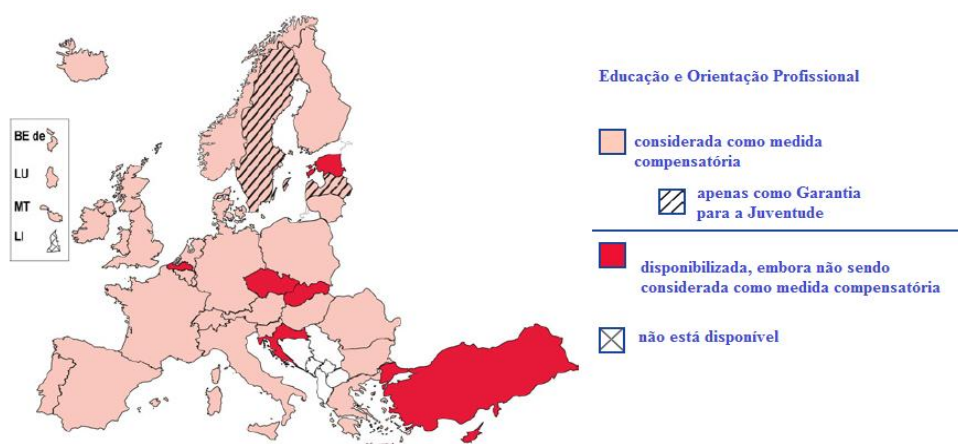 BE de
LU
MT
LI
Educação e Orientação Profissional
considerada como medida
compensatória
apenas como Garantia
para a Juventude
disponibilizada, embora não sendo
considerada como medida compensatória
não está disponível